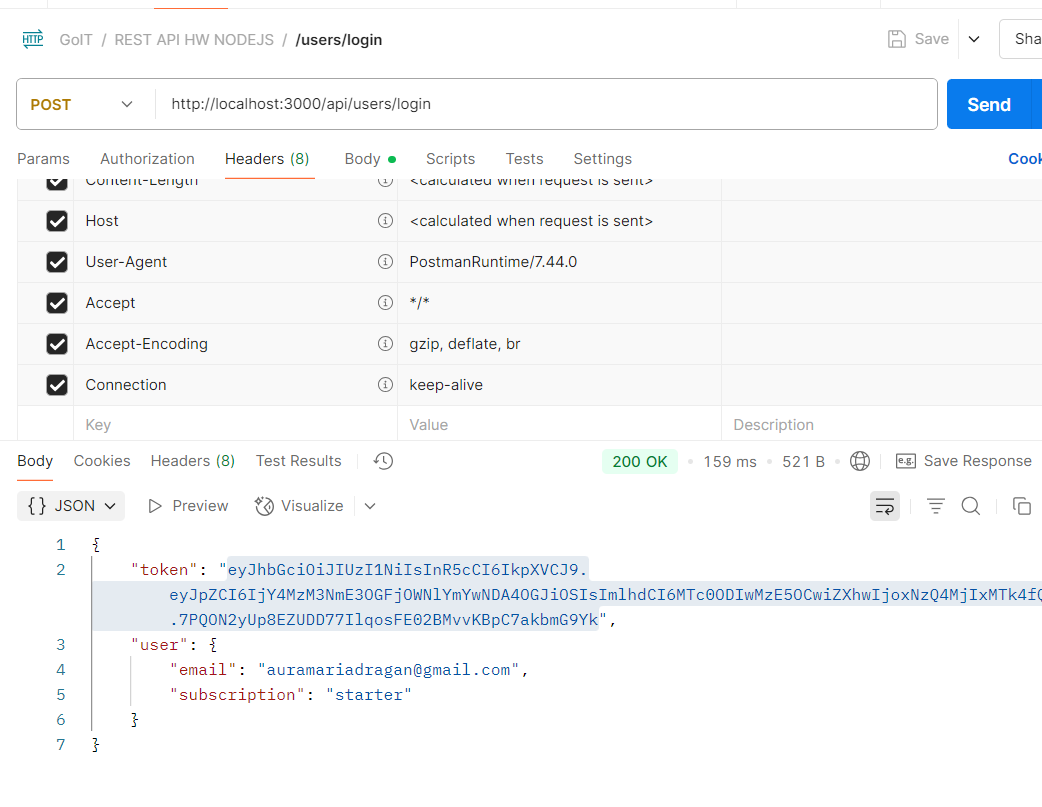 HTTP GoIT / REST API HW NODEJS / /users/login Save Sha
POST http://localhost:3000/api/users/login Send
Params Authorization Headers (8) Body Scripts Tests Settings Cook
Content-Length <calculated when request is sent>
Host <calculated when request is sent>
User-Agent PostmanRuntime/7.44.0
Accept */*
Accept-Encoding gzip, deflate, br
Connection keep-alive
Key Value Description
Body Cookies Headers (8) Test Results 200 OK 159 ms 521 B e.g. Save Response
{} JSON Preview Visualize
1 {
2 "token": "eyJhbGciOiJIUzI1NiIsInR5cCI6IkpXVCJ9.
eyJpZCI6IjY4MzM3NmE3OGFjOWNlYmYwNDA4OGJiOSIsImlhdCI6MTc0ODIwMzE5OCwiZXhwIjoxNzQ4MjIxMTk4fQ
.7PQON2yUp8EZUDD77IlqosFE02BMvvKBpC7akbmG9Yk",
3 "user": {
4 "email": "auramariadragan@gmail.com",
5 "subscription": "starter"
6 }
7 }